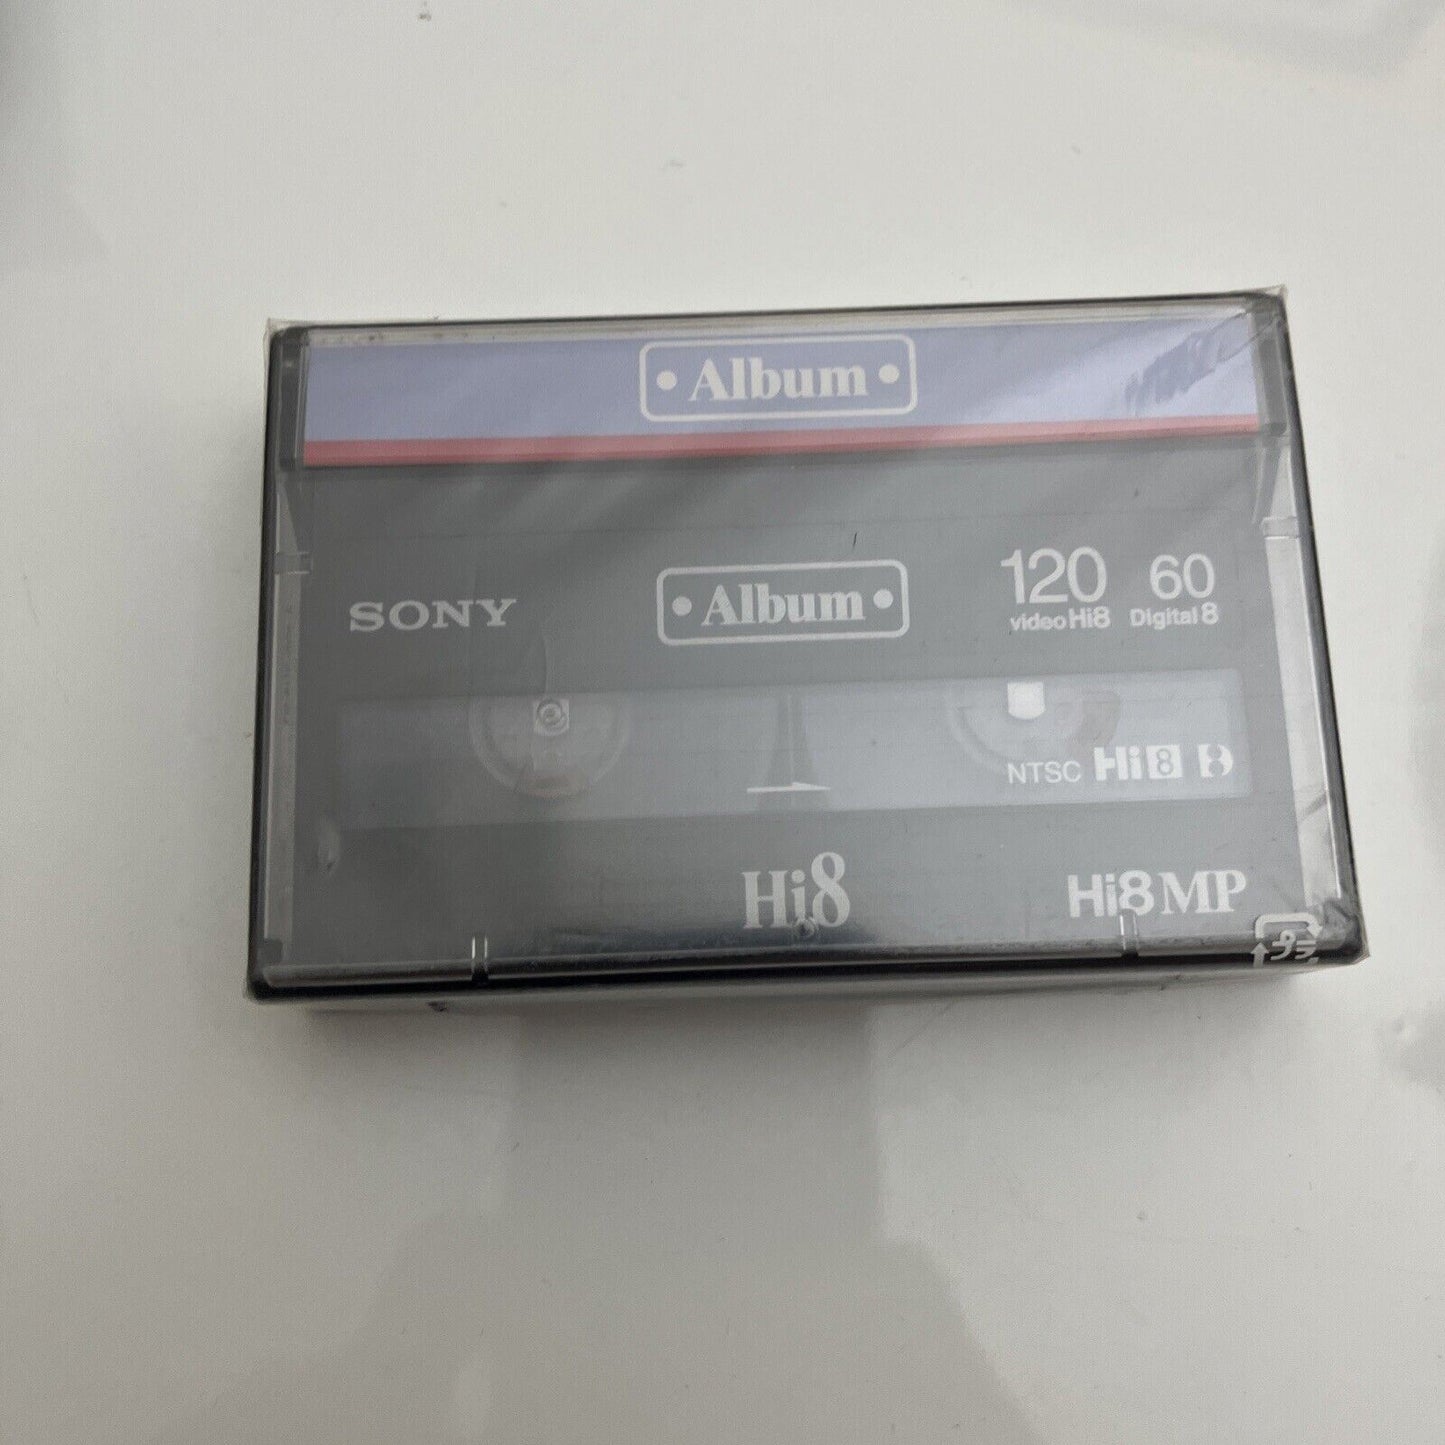 • Album •
SONY
• Album •
120 60
video Hi8 Digital 8
NTSC Hi8 8
Hi8
Hi8 MP